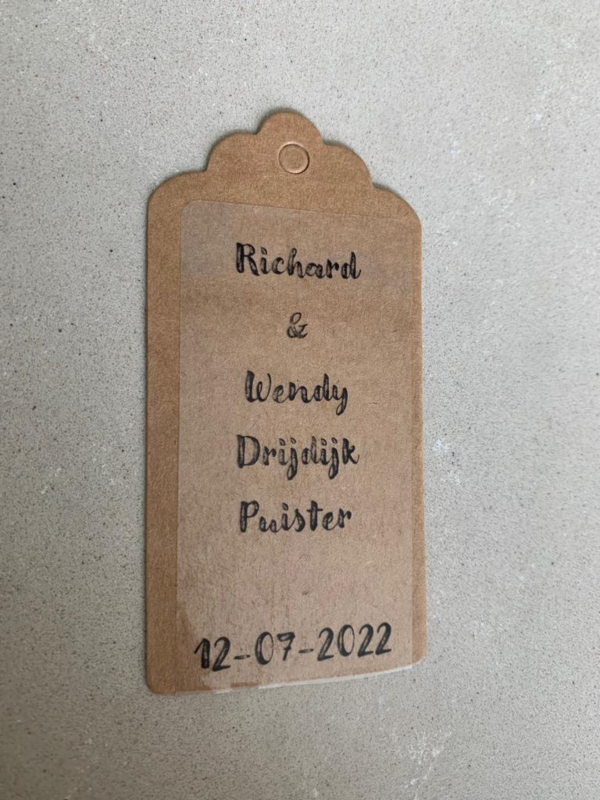 Richard
&
Wendy
Drijdijk
Puister
12-07-2022